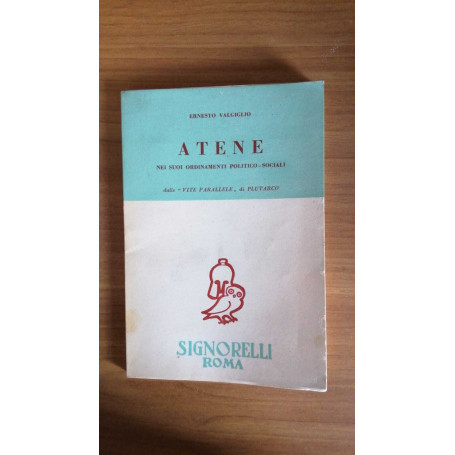 ERNESTO VALGIGLIO
ATENE
NEI SUOI ORDINAMENTI POLITICO-SOCIALI
dalle "VITE PARALLELE„ di PLUTARCO
SIGNORELLI
ROMA